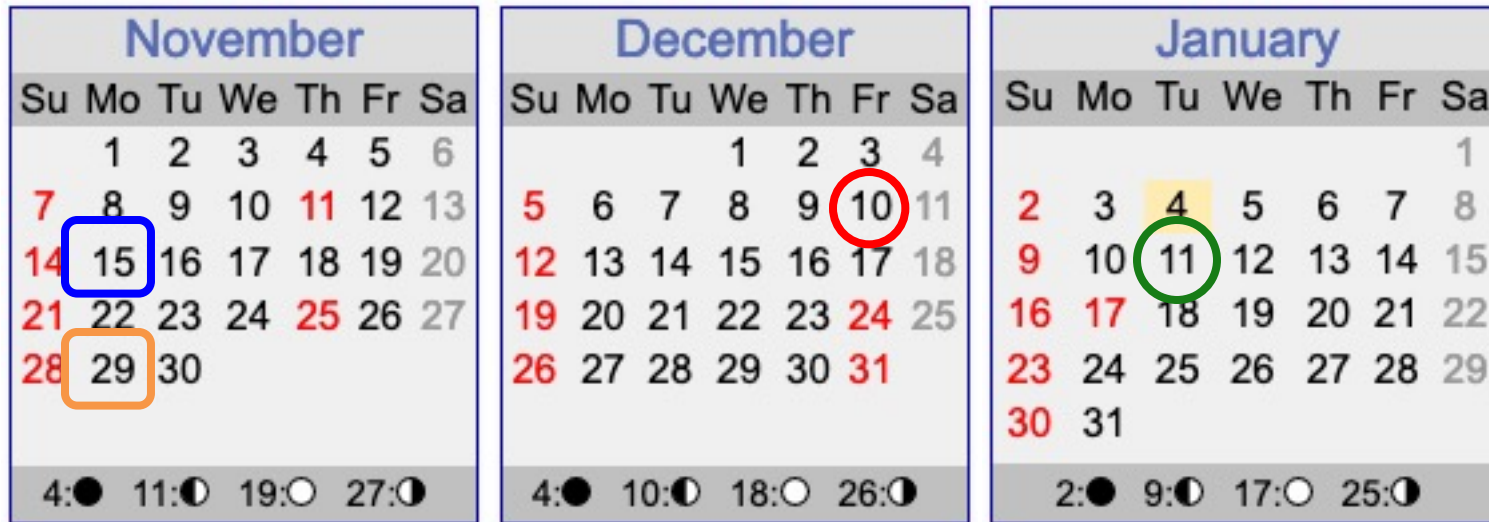 November
Su Mo Tu We Th Fr Sa
1 2 3 4 5 6
7 8 9 10 11 12 13
14 15 16 17 18 19 20
21 22 23 24 25 26 27
28 29 30
4: 11: 19: 27:
December
Su Mo Tu We Th Fr Sa
1 2 3 4
5 6 7 8 9 10 11
12 13 14 15 16 17 18
19 20 21 22 23 24 25
26 27 28 29 30 31
4: 10: 18: 26:
January
Su Mo Tu We Th Fr Sa
1
2 3 4 5 6 7 8
9 10 11 12 13 14 15
16 17 18 19 20 21 22
23 24 25 26 27 28 29
30 31
2: 9: 17: 25: